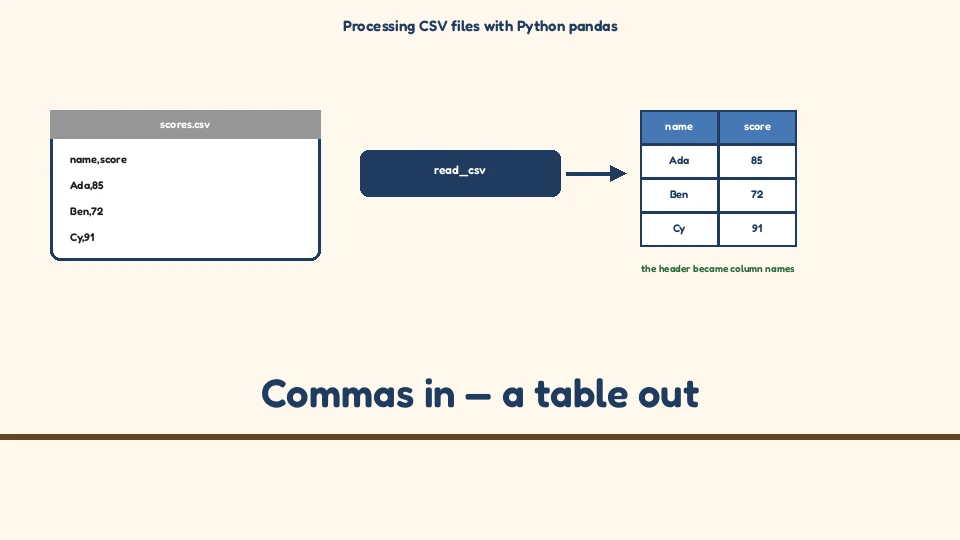 Processing CSV files with Python pandas
scores.csv
name,score
Ada,85
Ben,72
Cy,91
read_csv
name score
Ada 85
Ben 72
Cy 91
the header became column names
Commas in — a table out